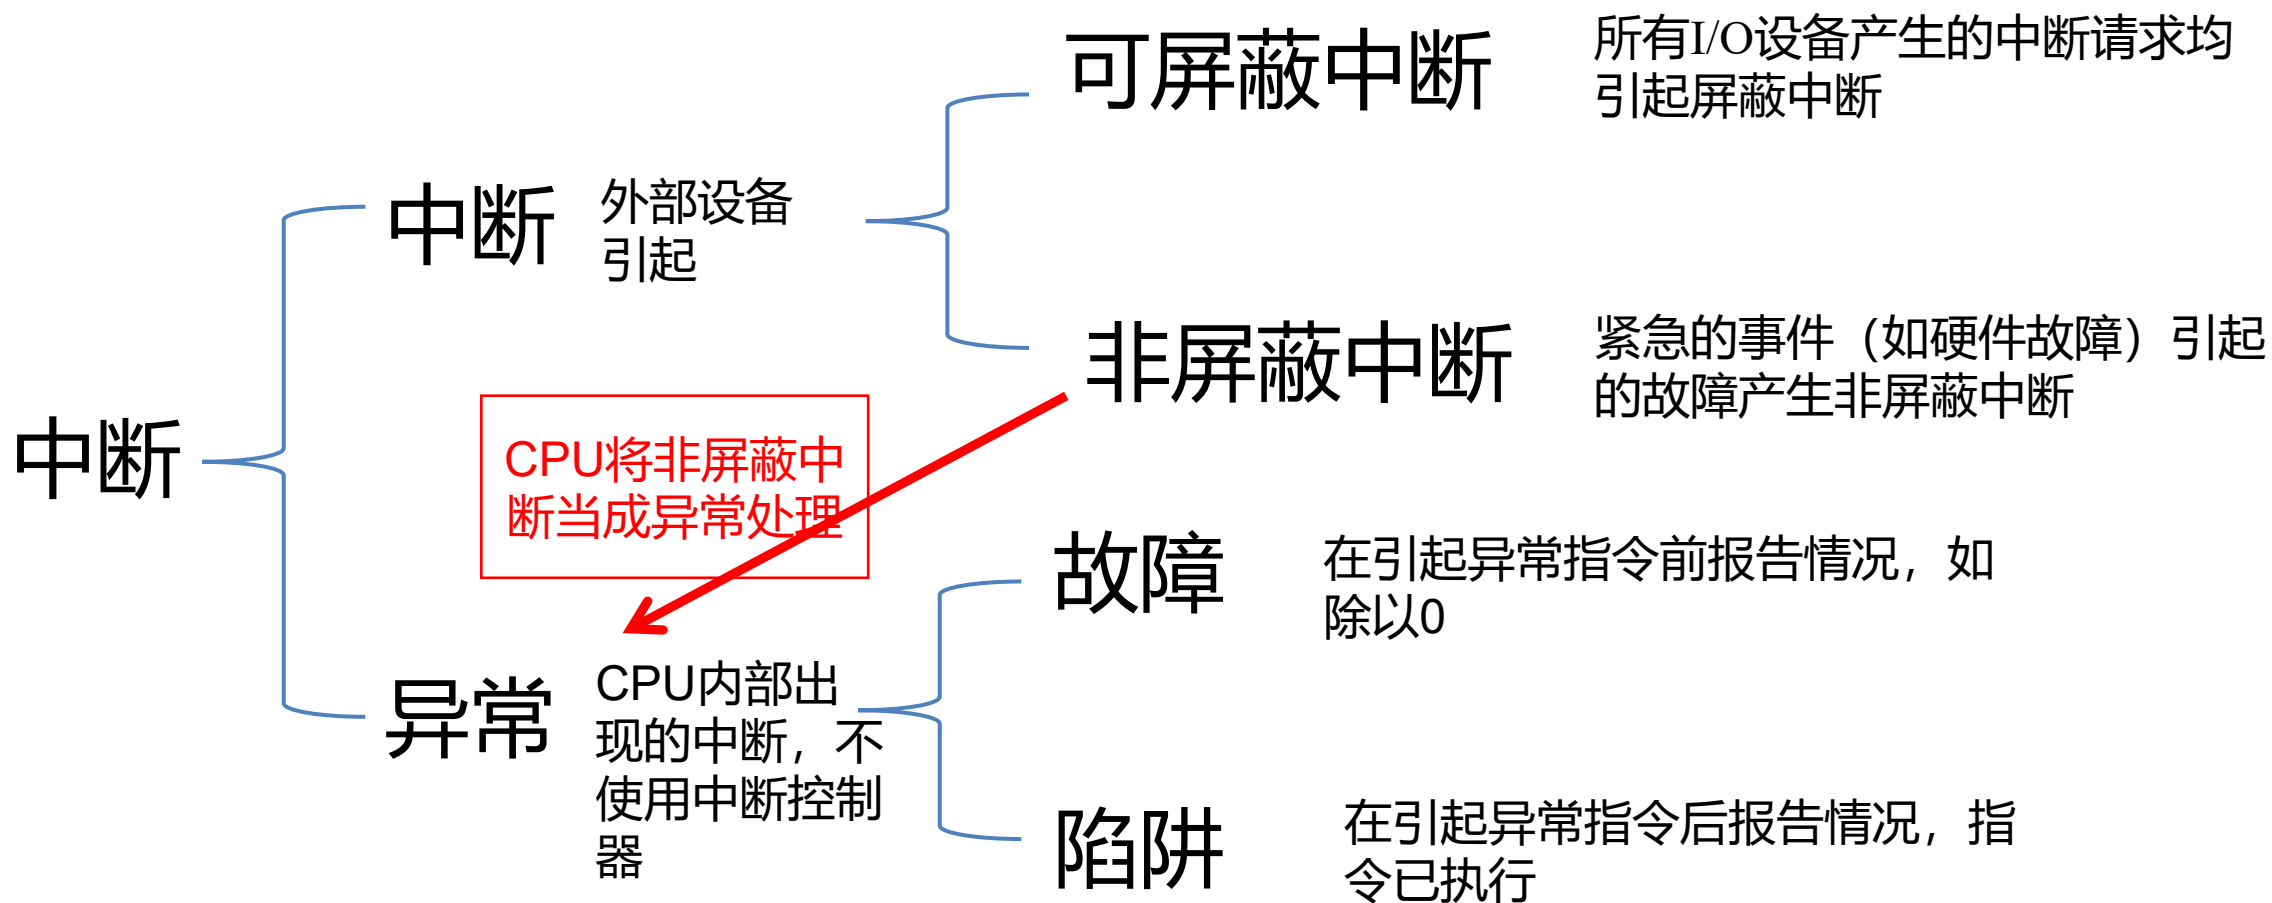 可屏蔽中断
所有I/O设备产生的中断请求均
引起屏蔽中断
中断
外部设备
引起
非屏蔽中断
紧急的事件（如硬件故障）引起
的故障产生非屏蔽中断
中断
CPU将非屏蔽中
断当成异常处理
故障
在引起异常指令前报告情况，如
除以0
异常
CPU内部出
现的中断，不
使用中断控制
器
陷阱
在引起异常指令后报告情况，指
令已执行